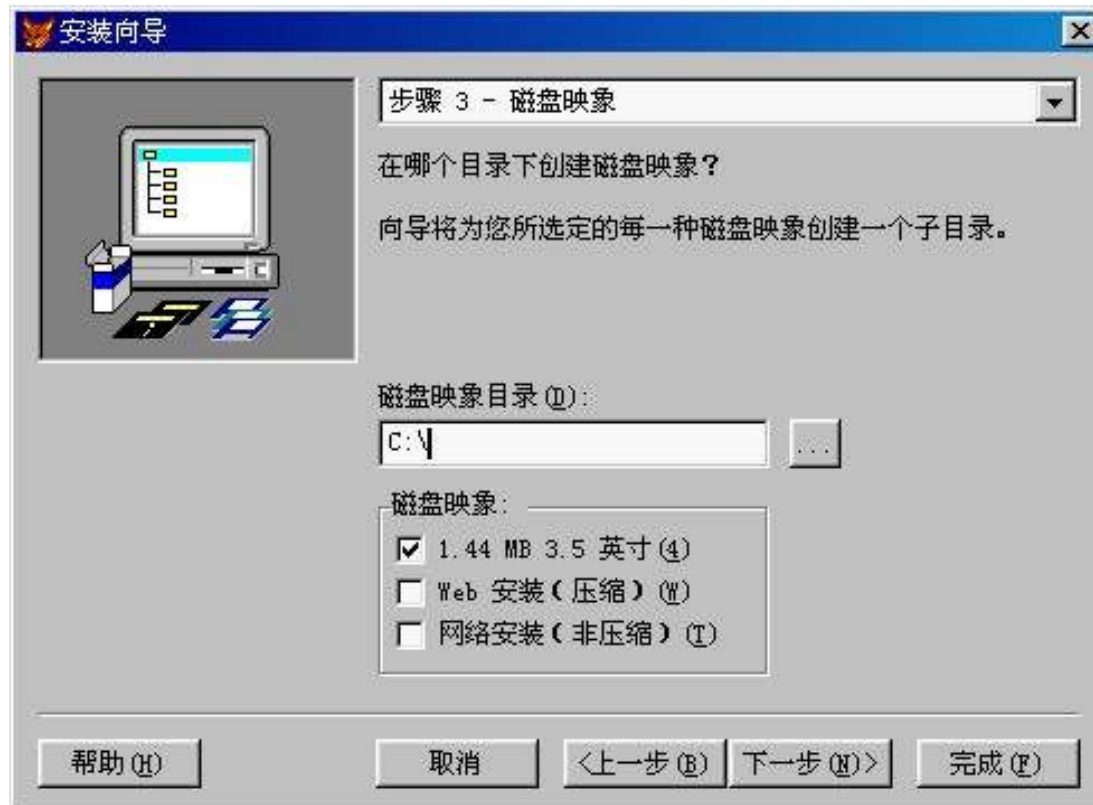 安装向导
步骤 3 - 磁盘映象
在哪个目录下创建磁盘映象?
向导将为您所选定的每一种磁盘映象创建一个子目录。
磁盘映象目录(D):
C:\
...
磁盘映象:
1.44 MB 3.5 英寸(4)
Web 安装(压缩)(W)
网络安装(非压缩)(T)
帮助(H) 取消 <上一步(B) 下一步(N)> 完成(F)